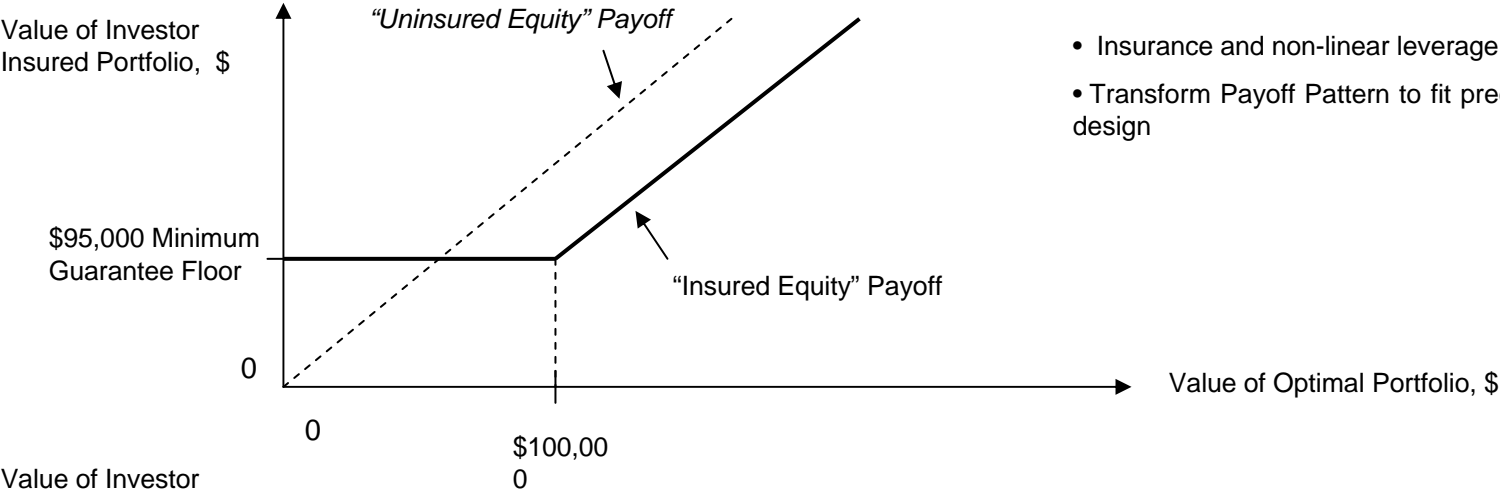 “Uninsured Equity” Payoff
Value of Investor
Insured Portfolio, $
• Insurance and non-linear leverage
• Transform Payoff Pattern to fit
design
$95,000 Minimum
Guarantee Floor
“Insured Equity” Payoff
0
Value of Optimal Portfolio, $
0
$100,00
0
Value of Investor